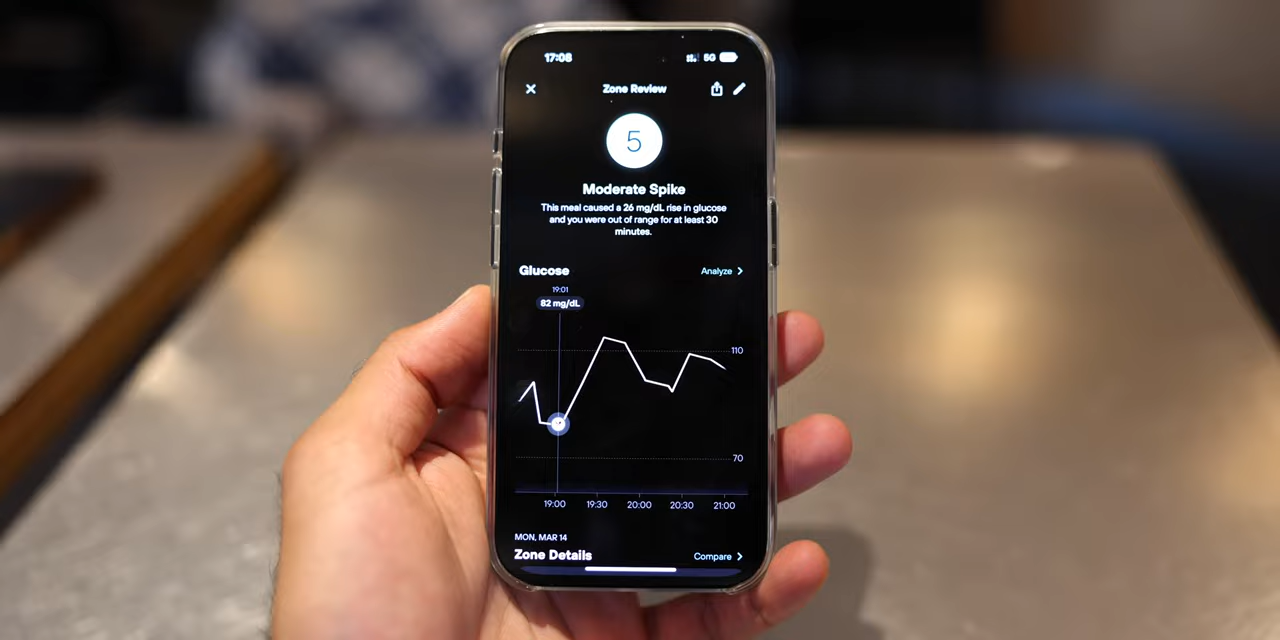 17:08
5G
Zone Review
5
Moderate Spike
This meal caused a 26 mg/dL rise in glucose
and you were out of range for at least 30
minutes.
Glucose
Analyze
19:01
82 mg/dL
110
70
19:00 19:30 20:00 20:30 21:00
MON, MAR 14
Zone Details
Compare